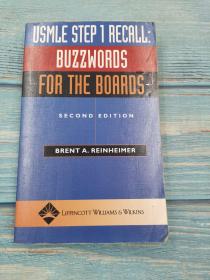 USMLE STEP 1 RECALL:
BUZZWORDS
FOR THE BOARDS
SECOND EDITION
BRENT A. REINHEIMER
LIPPINCOTT WILLIAMS & WILKINS